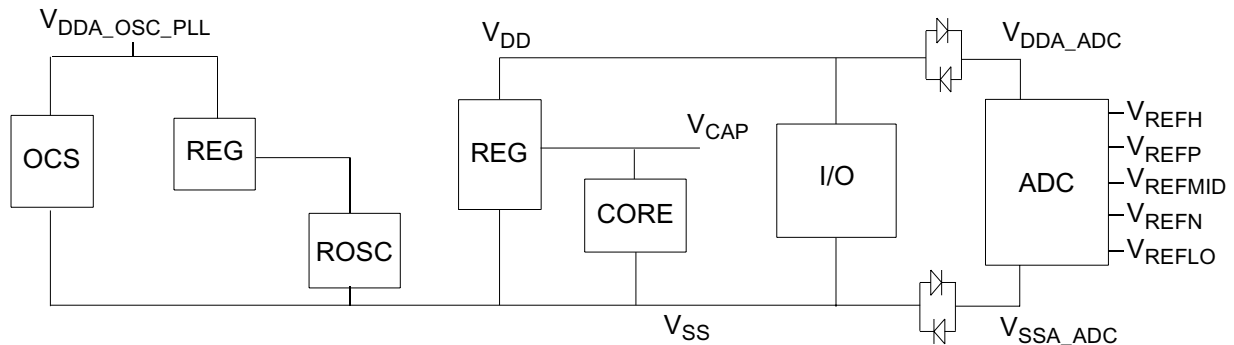 VDDA_OSC_PLL
VDD
VDDA_ADC
OCS
REG
REG
VCAP
I/O
ADC
VREFH
VREFP
VREFMID
VREFN
VREFLO
CORE
ROSC
VSS
VSSA_ADC